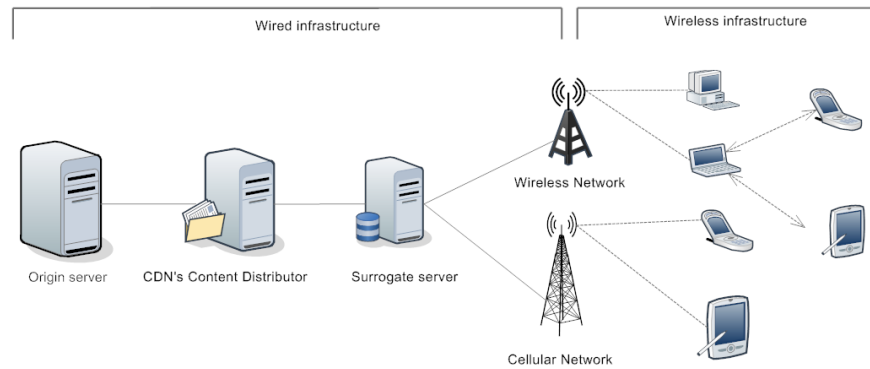 Wired infrastructure
Wireless infrastructure
Wireless Network
Origin server
CDN's Content Distributor
Surrogate server
Cellular Network